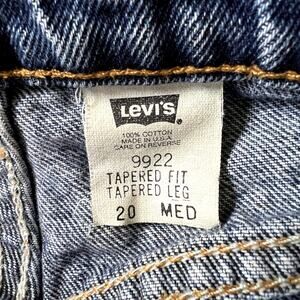 LEVI'S
100% COTTON
MADE IN U.S.A.
CARE ON REVERSE
9922
TAPERED FIT
TAPERED LEG
20 MED